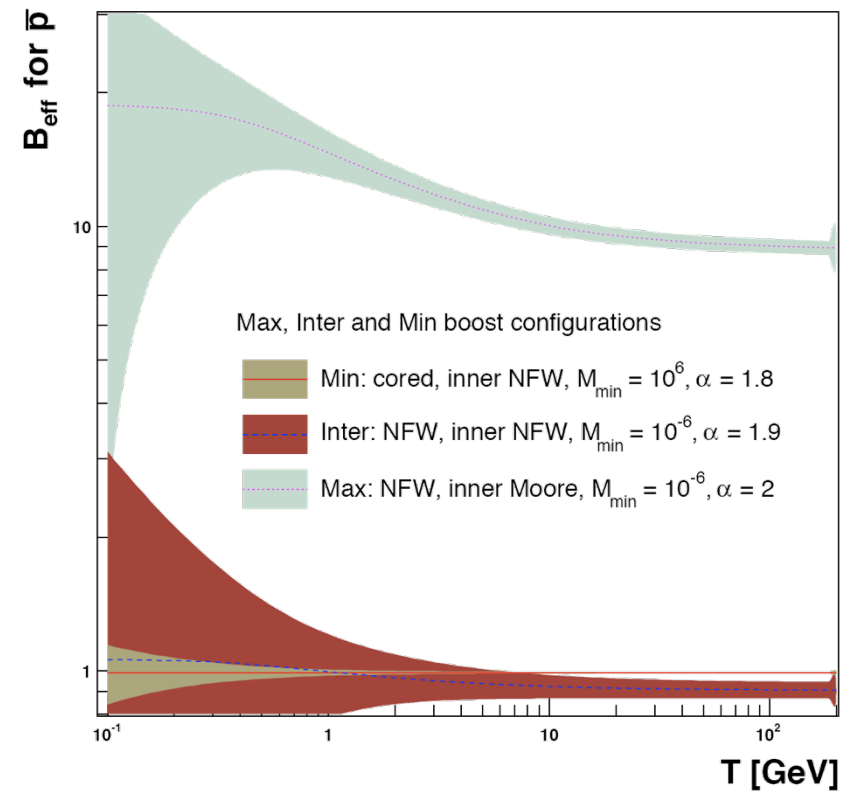 B_eff for p̅
10
1
Max, Inter and Min boost configurations
Min: cored, inner NFW, M_min = 10^6, α = 1.8
Inter: NFW, inner NFW, M_min = 10^-6, α = 1.9
Max: NFW, inner Moore, M_min = 10^-6, α = 2
10^-1 1 10 10^2
T [GeV]